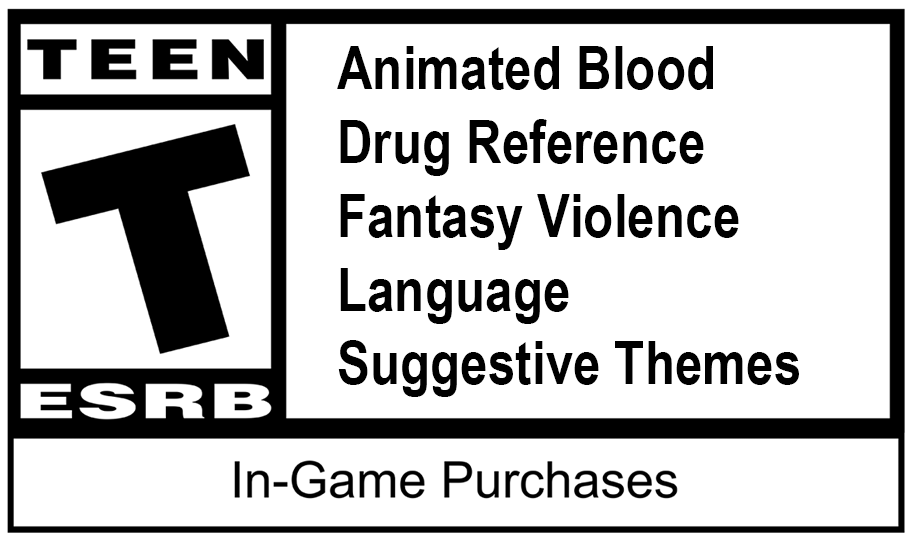 TEEN
T
ESRB
Animated Blood
Drug Reference
Fantasy Violence
Language
Suggestive Themes
In-Game Purchases